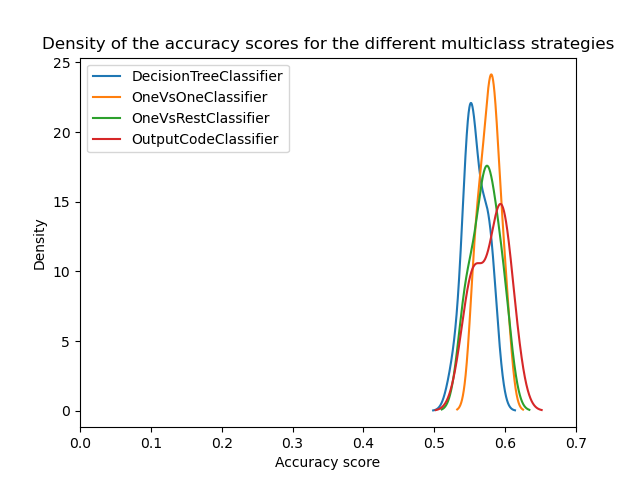 Density of the accuracy scores for the different multiclass strategies
25
20
15
10
5
0
Density
DecisionTreeClassifier
OneVsOneClassifier
OneVsRestClassifier
OutputCodeClassifier
0.0 0.1 0.2 0.3 0.4 0.5 0.6 0.7
Accuracy score